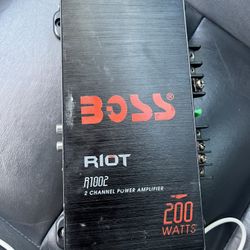 BOSS®
RIOT
R1002
2 CHANNEL POWER AMPLIFIER
200
WATTS